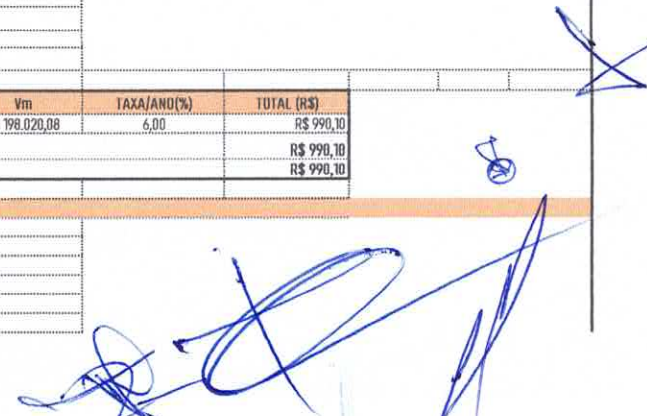 Vm TAXA/ANO(%) TOTAL (R$)
198.020,08 6,00 R$ 990,10
R$ 990,10
R$ 990,10